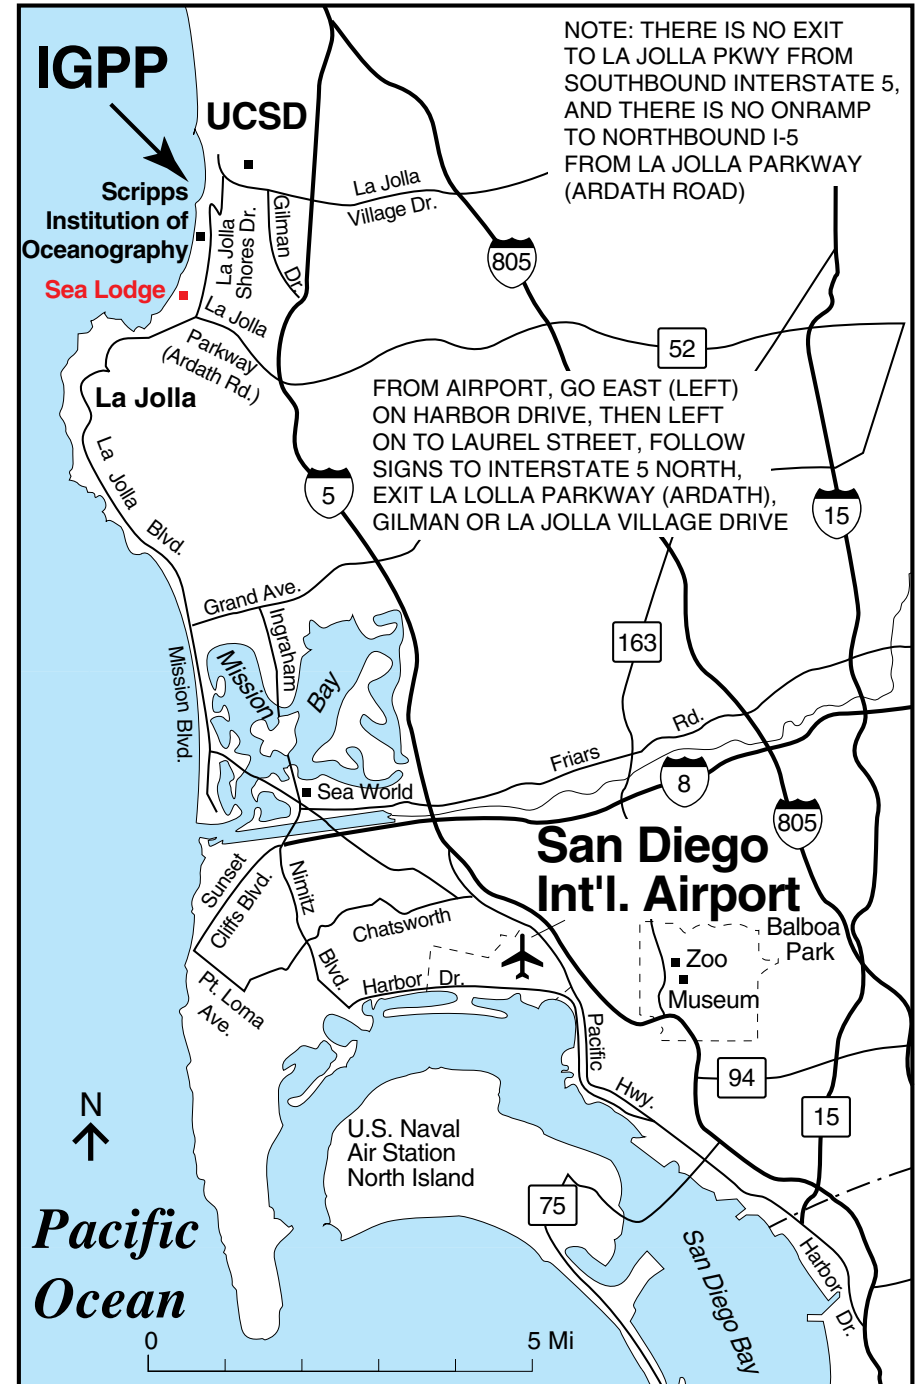 IGPP
UCSD
NOTE: THERE IS NO EXIT
TO LA JOLLA PKWY FROM
SOUTHBOUND INTERSTATE 5,
AND THERE IS NO ONRAMP
TO NORTHBOUND I-5
FROM LA JOLLA PARKWAY
(ARDATH ROAD)
Scripps
Institution of
Oceanography
Sea Lodge
La Jolla
Shores Dr.
Gilman Dr.
La Jolla
Village Dr.
805
La Jolla
Parkway
(Ardath Rd.)
52
La Jolla
FROM AIRPORT, GO EAST (LEFT)
ON HARBOR DRIVE, THEN LEFT
ON TO LAUREL STREET, FOLLOW
SIGNS TO INTERSTATE 5 NORTH,
EXIT LA LOLLA PARKWAY (ARDATH),
GILMAN OR LA JOLLA VILLAGE DRIVE
La Jolla Blvd.
5
15
Grand Ave.
Ingraham
163
Mission Blvd.
Mission
Bay
Friars Rd.
8
Sea World
805
San Diego
Int'l. Airport
Sunset
Cliffs Blvd.
Nimitz Blvd.
Chatsworth
Balboa
Park
Zoo
Museum
Pt. Loma
Ave.
Harbor Dr.
Pacific Hwy.
94
15
N
U.S. Naval
Air Station
North Island
75
Pacific
Ocean
San Diego Bay
Harbor Dr.
0 5 Mi